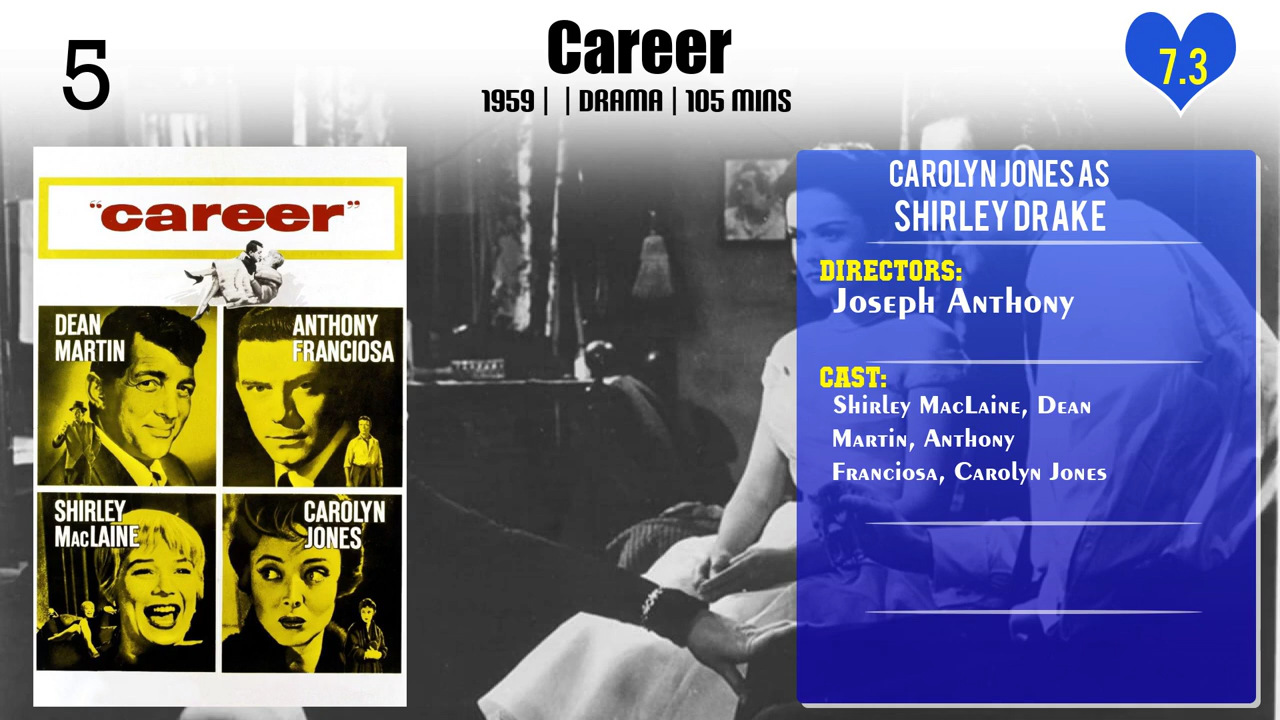 5
Career
1959 | | DRAMA | 105 MINS
7.3
"career"
DEAN
MARTIN
ANTHONY
FRANCIOSA
SHIRLEY
MACLAINE
CAROLYN
JONES
CAROLYN JONES AS
SHIRLEY DRAKE
DIRECTORS:
Joseph Anthony
CAST:
Shirley MacLaine, Dean
Martin, Anthony
Franciosa, Carolyn Jones